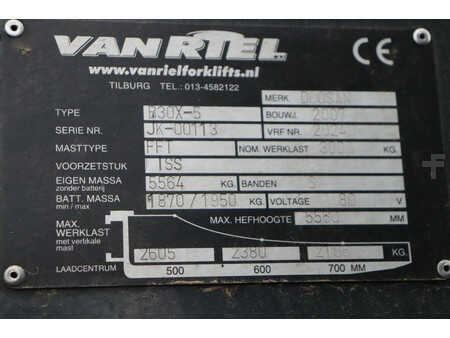 VAN RIEL
www.vanrielforklifts.nl
TILBURG TEL.: 013-4582122
CE
MERK DOOSAN
TYPE B30X-5 BOUWJ. 2007
SERIE NR. JK-00113 VRF NR.
MASTTYPE FFT NOM. WERKLAST KG.
VOORZETSTUK ISS
EIGEN MASSA 5564 KG. BANDEN
zonder batterij
BATT. MASSA 1870/1950 KG. VOLTAGE 80 V
min / max
MAX. HEFHOOGTE MM
MAX.
WERKLAST
met vertikale
mast
2605 2380 KG.
LAADCENTRUM 500 600 700 MM